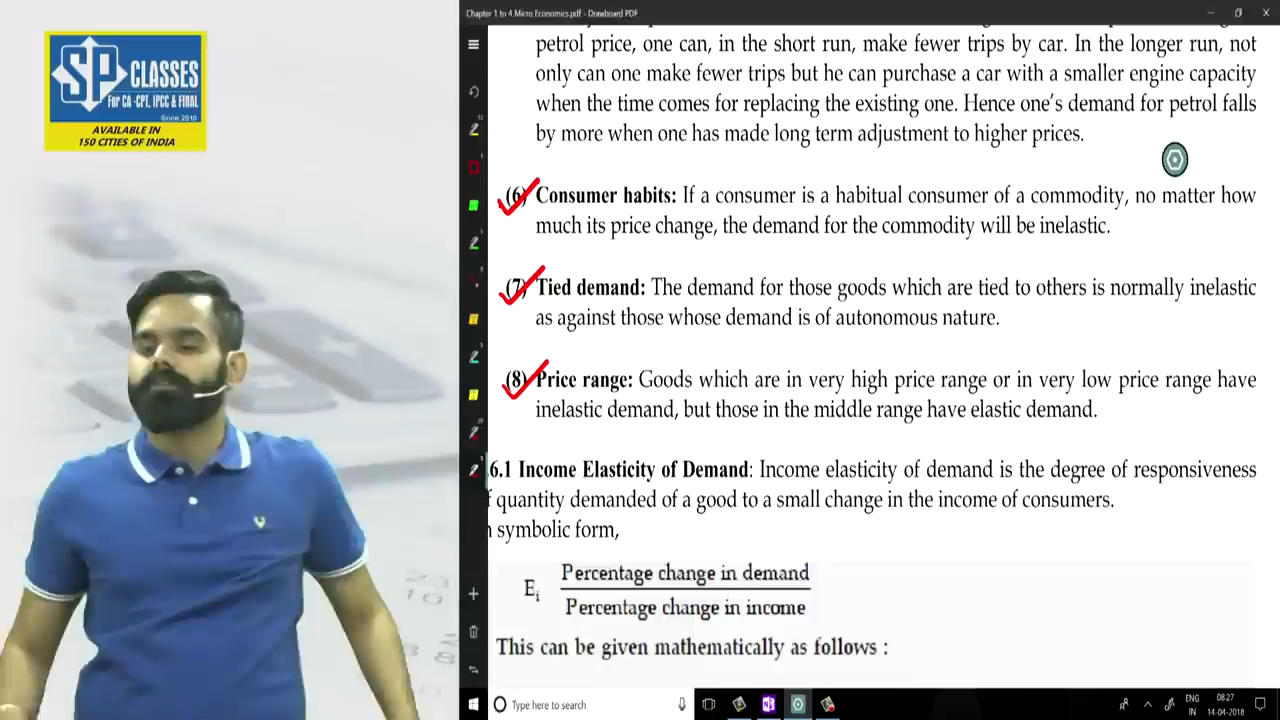 Chapter 1 to 4.Micro Economics.pdf - Drawboard PDF
SP CLASSES
For CA -CPT, IPCC & FINAL
Since 2010
AVAILABLE IN
150 CITIES OF INDIA
petrol price, one can, in the short run, make fewer trips by car. In the longer run, not
only can one make fewer trips but he can purchase a car with a smaller engine capacity
when the time comes for replacing the existing one. Hence one's demand for petrol falls
by more when one has made long term adjustment to higher prices.
(6) Consumer habits: If a consumer is a habitual consumer of a commodity, no matter how
much its price change, the demand for the commodity will be inelastic.
(7) Tied demand: The demand for those goods which are tied to others is normally inelastic
as against those whose demand is of autonomous nature.
(8) Price range: Goods which are in very high price range or in very low price range have
inelastic demand, but those in the middle range have elastic demand.
.6.1 Income Elasticity of Demand: Income elasticity of demand is the degree of responsiveness
f quantity demanded of a good to a small change in the income of consumers.
n symbolic form,
Percentage change in demand
Ei
Percentage change in income
This can be given mathematically as follows :
Type here to search
ENG
IN
08:27
14-04-2018